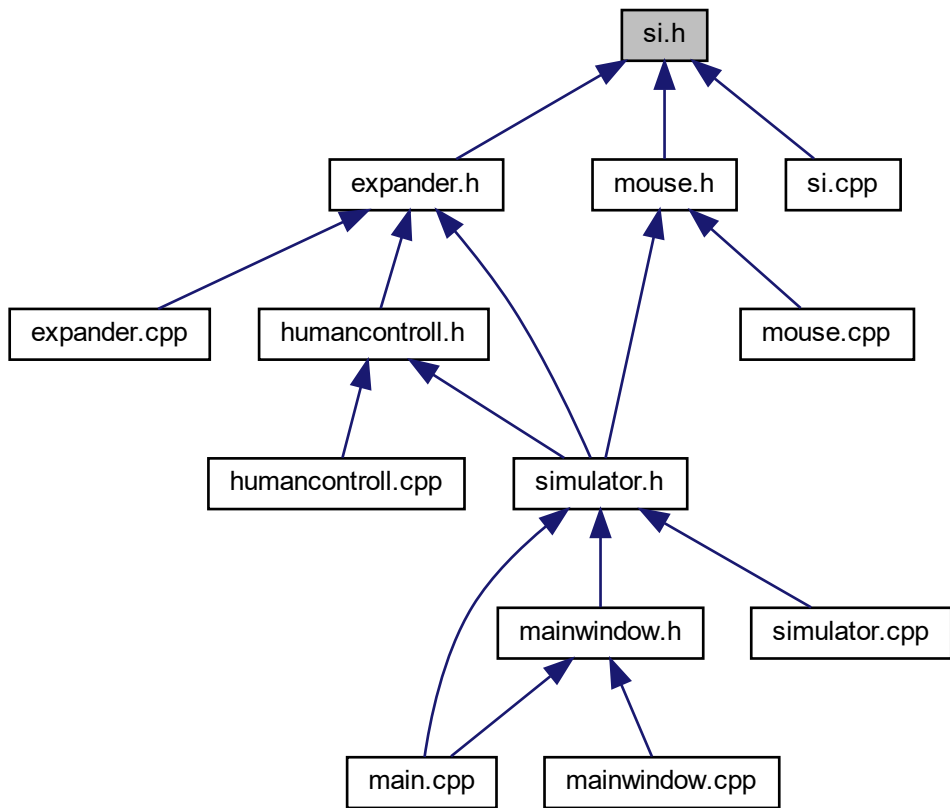 si.h
expander.h
mouse.h
si.cpp
expander.cpp
humancontroll.h
mouse.cpp
humancontroll.cpp
simulator.h
mainwindow.h
simulator.cpp
main.cpp
mainwindow.cpp